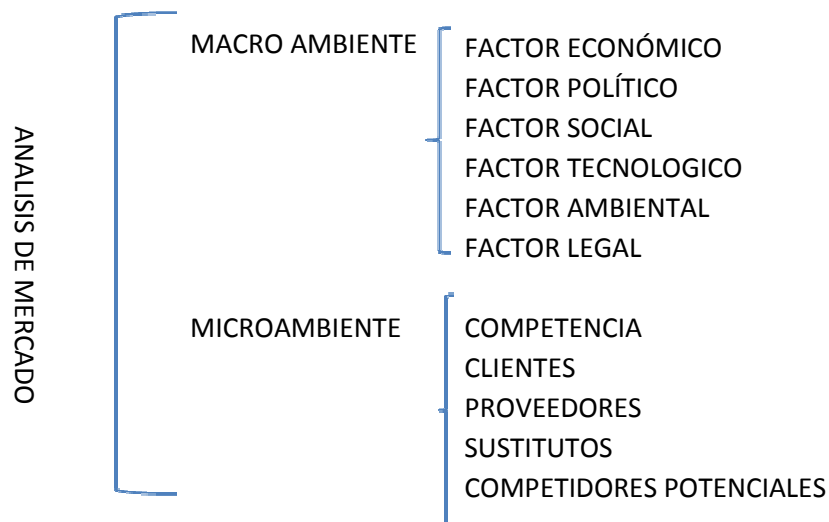 ANALISIS DE MERCADO
MACRO AMBIENTE
FACTOR ECONÓMICO
FACTOR POLÍTICO
FACTOR SOCIAL
FACTOR TECNOLOGICO
FACTOR AMBIENTAL
FACTOR LEGAL
MICROAMBIENTE
COMPETENCIA
CLIENTES
PROVEEDORES
SUSTITUTOS
COMPETIDORES POTENCIALES